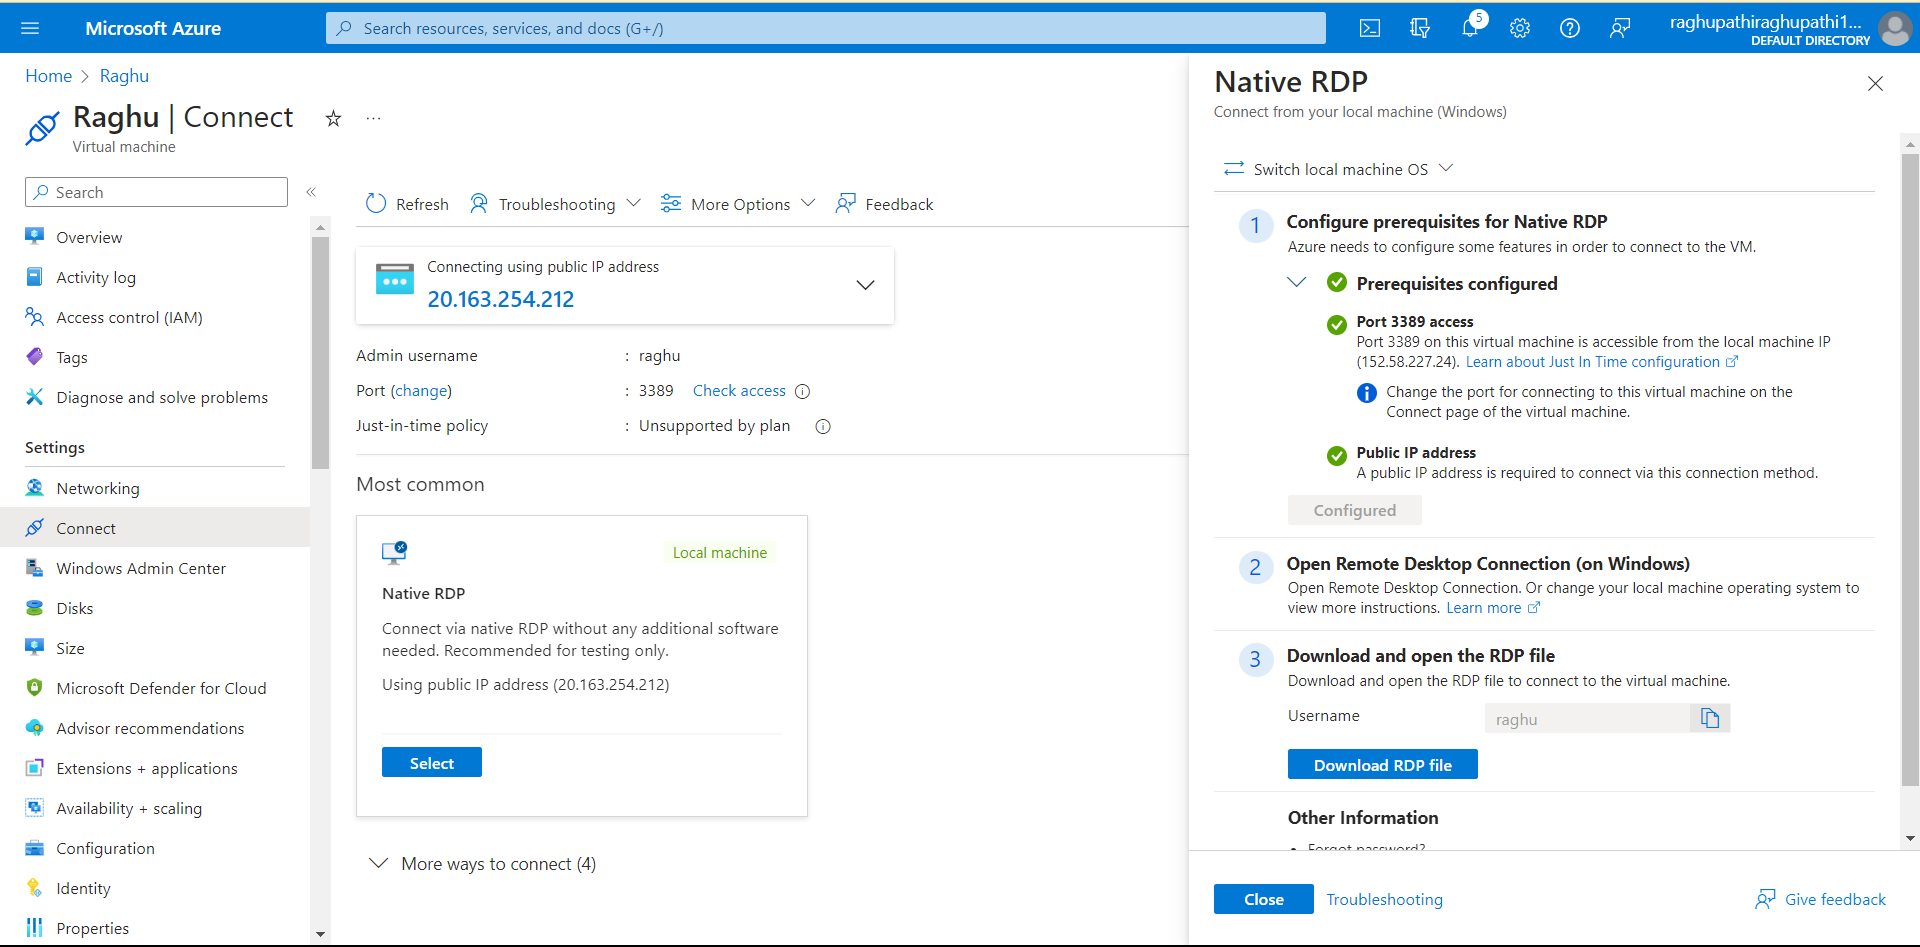 Microsoft Azure
Search resources, services, and docs (G+/)
5
raghupathiraghupathi1...
DEFAULT DIRECTORY
Home > Raghu
Raghu | Connect
Virtual machine
Search
Overview
Activity log
Access control (IAM)
Tags
Diagnose and solve problems
Settings
Networking
Connect
Windows Admin Center
Disks
Size
Microsoft Defender for Cloud
Advisor recommendations
Extensions + applications
Availability + scaling
Configuration
Identity
Properties
Refresh Troubleshooting More Options Feedback
Connecting using public IP address
20.163.254.212
Admin username : raghu
Port (change) : 3389 Check access
Just-in-time policy : Unsupported by plan
Most common
Local machine
Native RDP
Connect via native RDP without any additional software
needed. Recommended for testing only.
Using public IP address (20.163.254.212)
Select
More ways to connect (4)
Native RDP
Connect from your local machine (Windows)
Switch local machine OS
1 Configure prerequisites for Native RDP
Azure needs to configure some features in order to connect to the VM.
Prerequisites configured
Port 3389 access
Port 3389 on this virtual machine is accessible from the local machine IP
(152.58.227.24). Learn about Just In Time configuration
Change the port for connecting to this virtual machine on the
Connect page of the virtual machine.
Public IP address
A public IP address is required to connect via this connection method.
Configured
2 Open Remote Desktop Connection (on Windows)
Open Remote Desktop Connection. Or change your local machine operating system to
view more instructions. Learn more
3 Download and open the RDP file
Download and open the RDP file to connect to the virtual machine.
Username raghu
Download RDP file
Other Information
• Forgot password?
Close Troubleshooting Give feedback